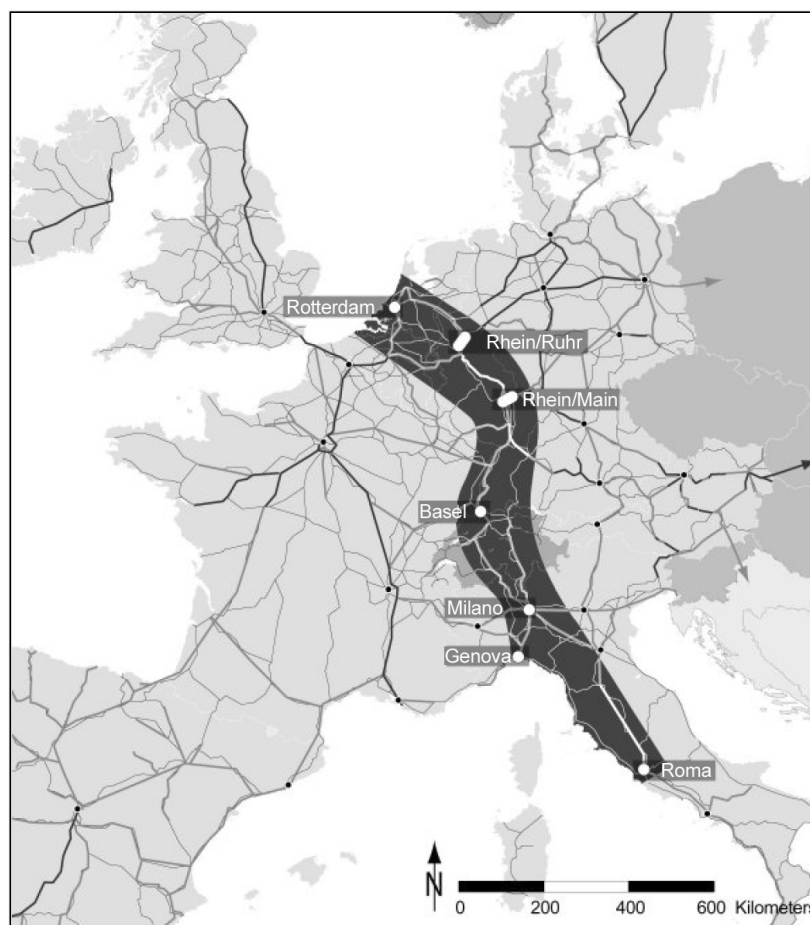 Rotterdam
Rhein/Ruhr
Rhein/Main
Basel
Milano
Genova
Roma
N
0 200 400 600 Kilometers